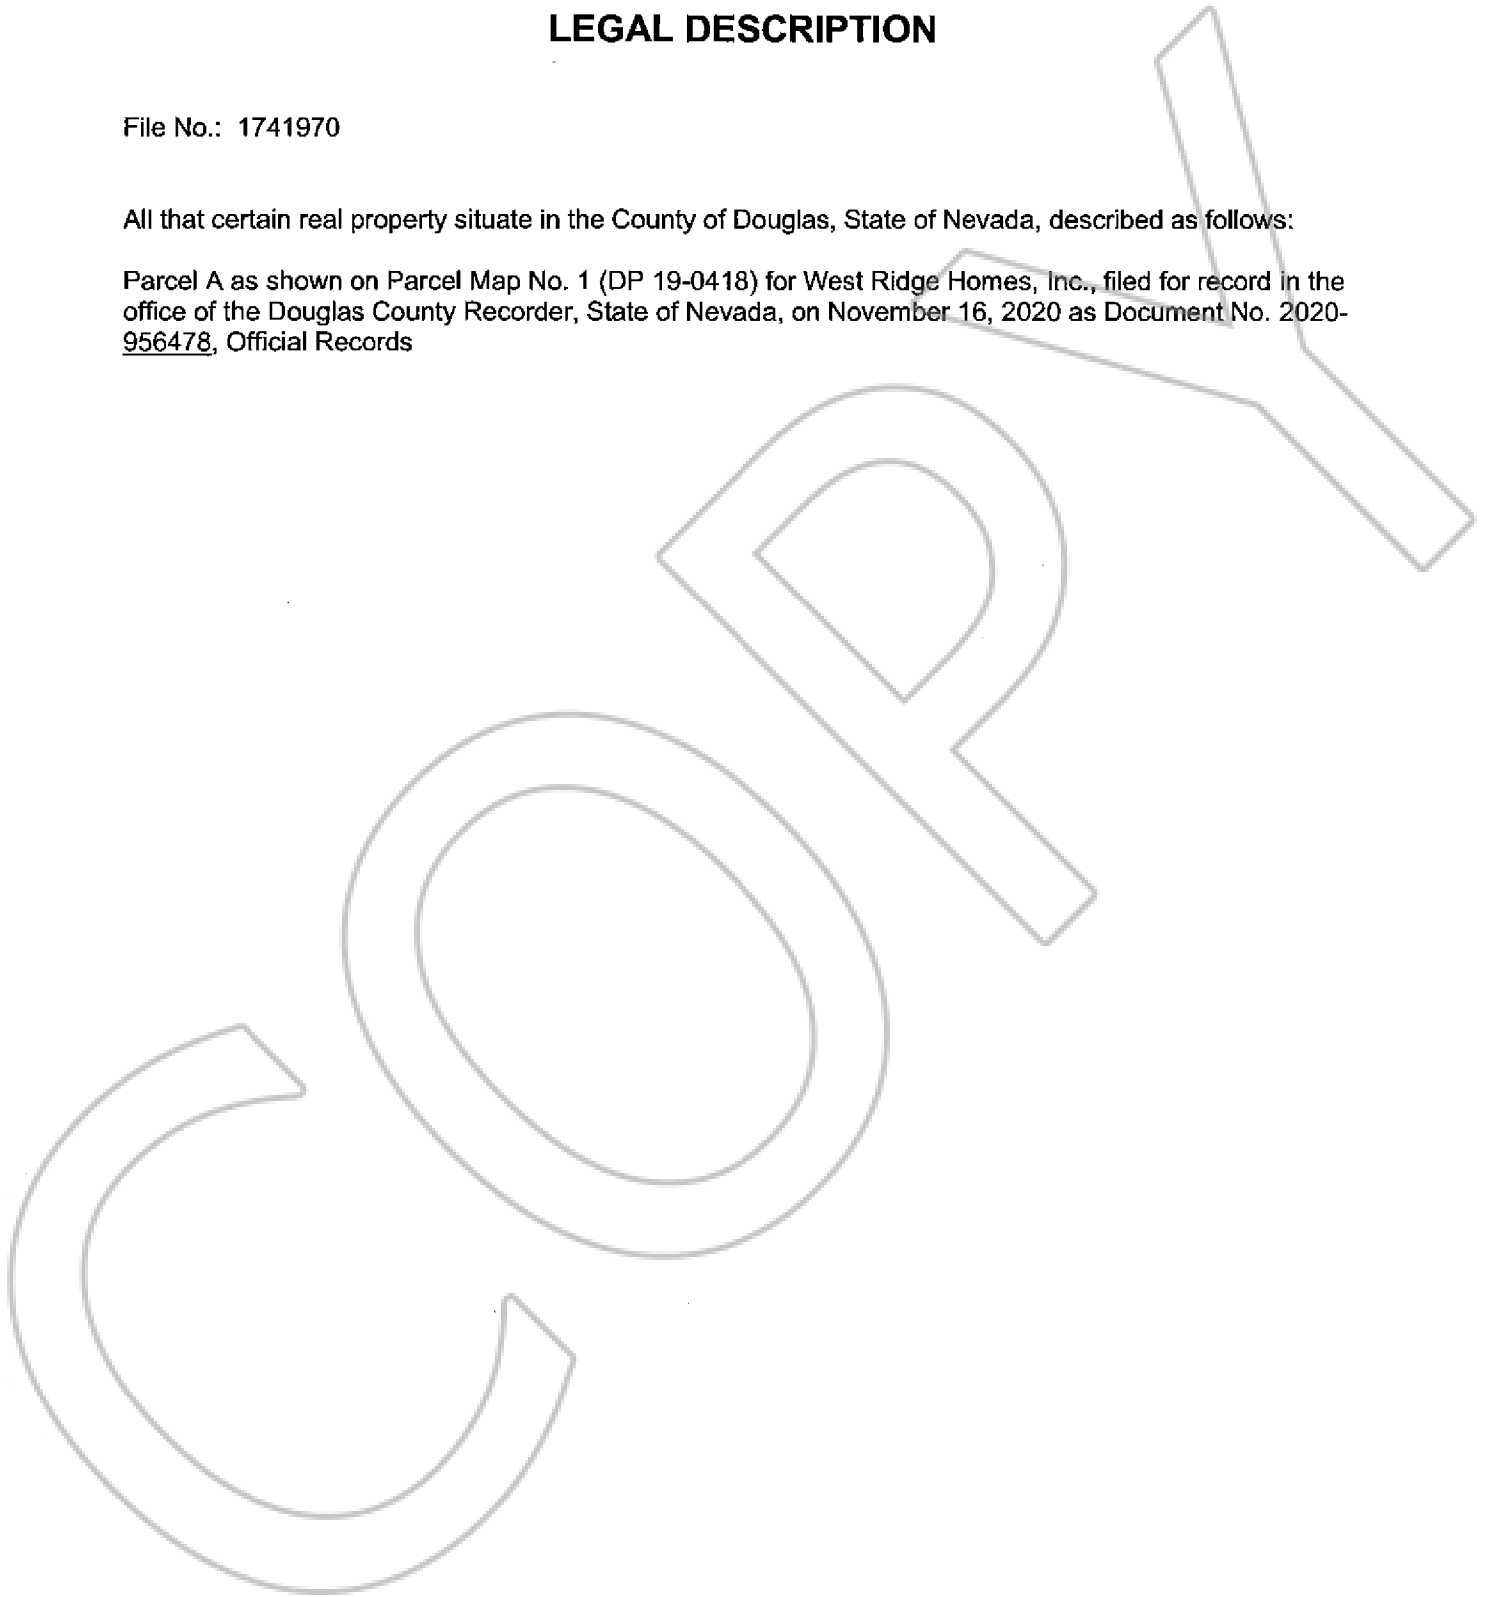 LEGAL DESCRIPTION
File No.: 1741970
All that certain real property situate in the County of Douglas, State of Nevada, described as follows:
Parcel A as shown on Parcel Map No. 1 (DP 19-0418) for West Ridge Homes, Inc., filed for record in the
office of the Douglas County Recorder, State of Nevada, on November 16, 2020 as Document No. 2020-
956478, Official Records
COPY